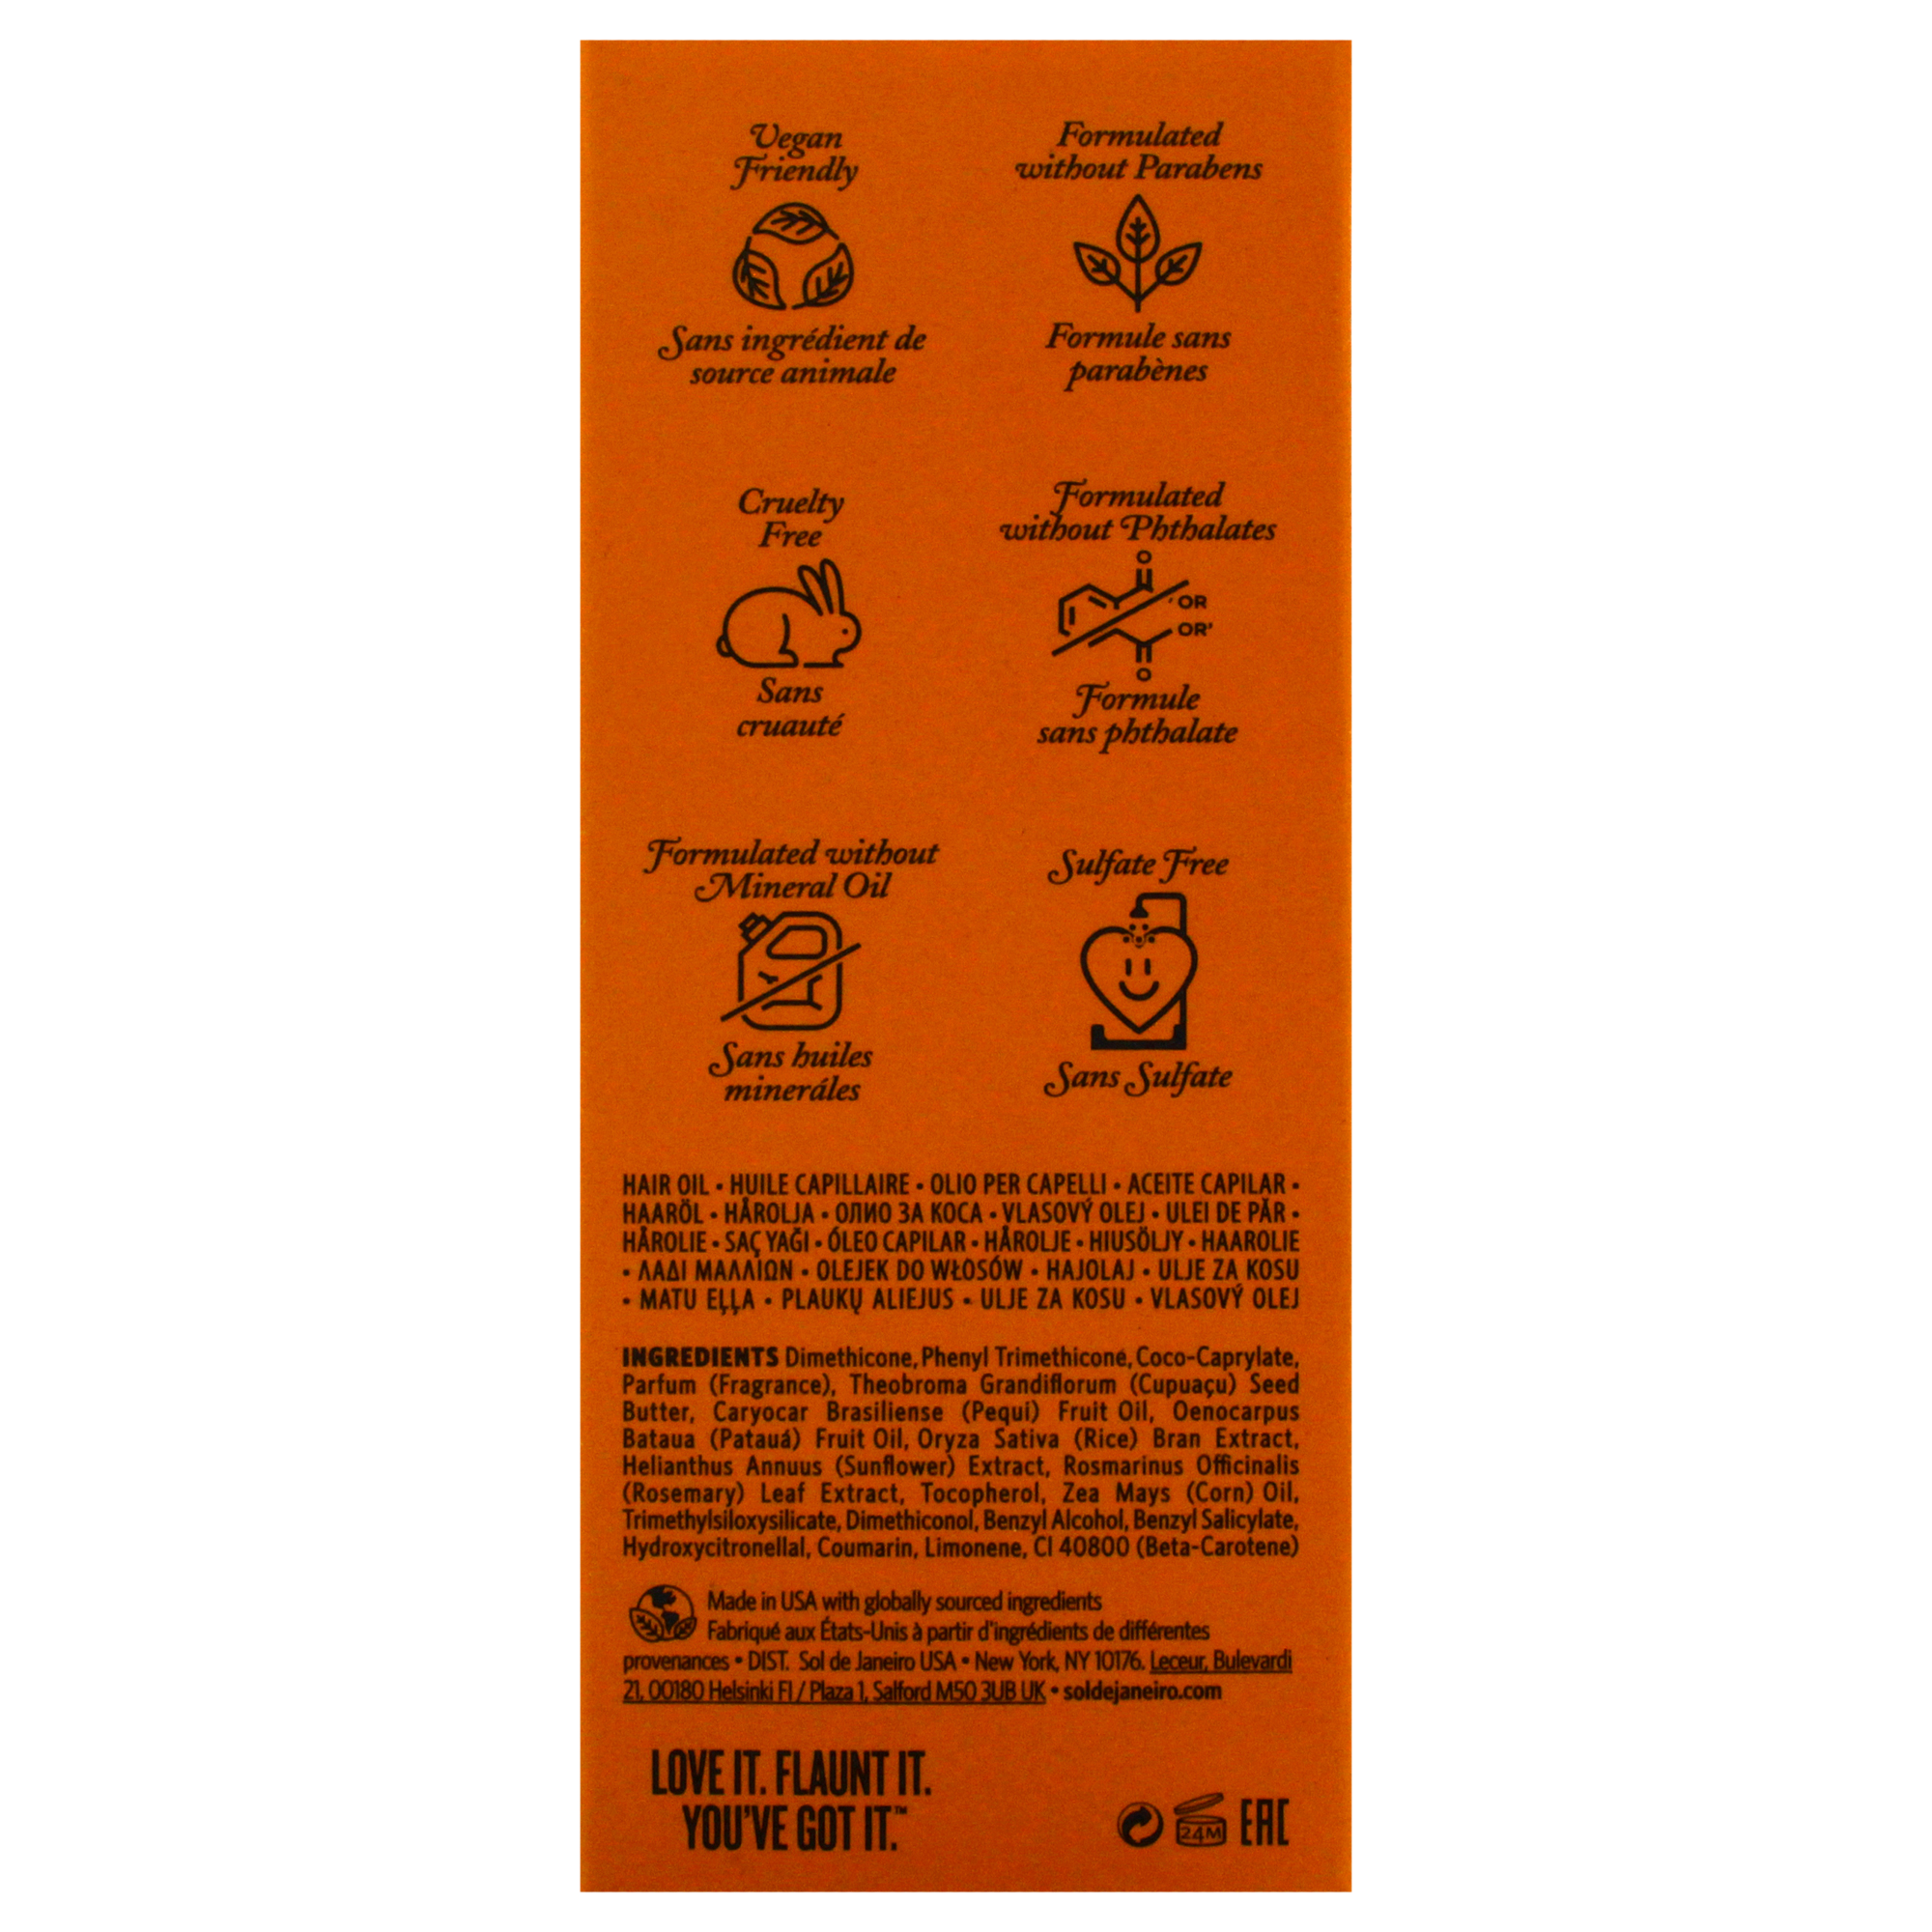 Vegan
Friendly
Sans ingrédient de
source animale
Formulated
without Parabens
Formule sans
parabènes
Cruelty
Free
Sans
cruauté
Formulated
without Phthalates
O
OR
OR'
O
Formule
sans phthalate
Formulated without
Mineral Oil
Sans huiles
mineráles
Sulfate Free
Sans Sulfate
HAIR OIL • HUILE CAPILLAIRE • OLIO PER CAPELLI • ACEITE CAPILAR •
HAARÖL • HÅROLJA • ОЛИО ЗА КОСА • VLASOVÝ OLEJ • ULEI DE PĂR •
HÅROLIE • SAÇ YAĞI • ÓLEO CAPILAR • HÅROLJE • HIUSÖLJY • HAAROLIE
• ΛΑΔΙ ΜΑΛΛΙΩΝ • OLEJEK DO WŁOSÓW • HAJOLAJ • ULJE ZA KOSU
• MATU EĻĻA • PLAUKŲ ALIEJUS • ULJE ZA KOSU • VLASOVÝ OLEJ
INGREDIENTS Dimethicone, Phenyl Trimethicone, Coco-Caprylate,
Parfum (Fragrance), Theobroma Grandiflorum (Cupuaçu) Seed
Butter, Caryocar Brasiliense (Pequi) Fruit Oil, Oenocarpus
Bataua (Patauá) Fruit Oil, Oryza Sativa (Rice) Bran Extract,
Helianthus Annuus (Sunflower) Extract, Rosmarinus Officinalis
(Rosemary) Leaf Extract, Tocopherol, Zea Mays (Corn) Oil,
Trimethylsiloxysilicate, Dimethiconol, Benzyl Alcohol, Benzyl Salicylate,
Hydroxycitronellal, Coumarin, Limonene, CI 40800 (Beta-Carotene)
Made in USA with globally sourced ingredients
Fabriqué aux États-Unis à partir d'ingrédients de différentes
provenances • DIST. Sol de Janeiro USA • New York, NY 10176. Leceur, Bulevardi
21, 00180 Helsinki FI / Plaza 1, Salford M50 3UB UK • soldejaneiro.com
LOVE IT. FLAUNT IT.
YOU'VE GOT IT.™
24M
EAC